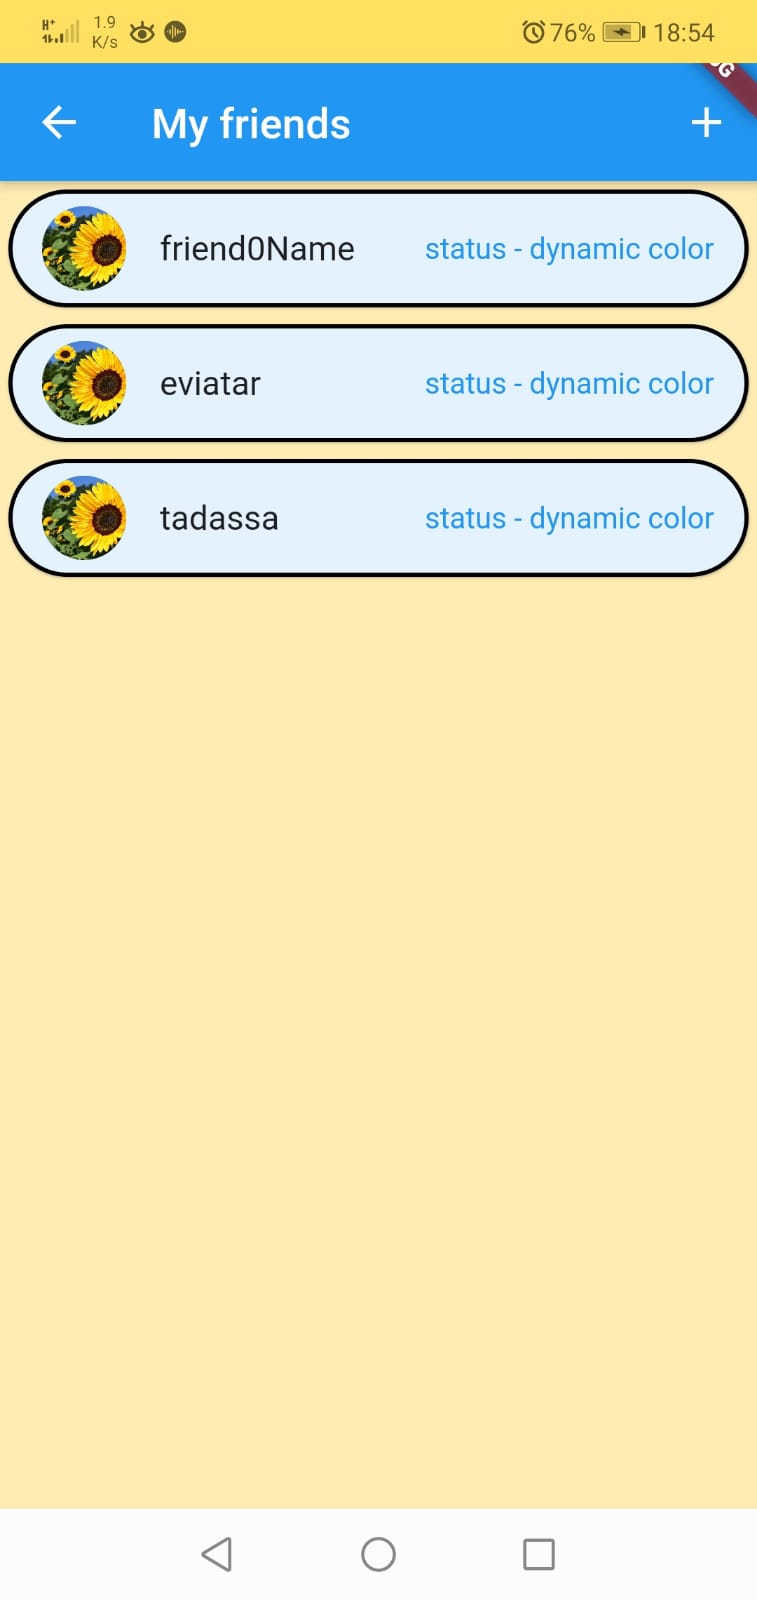 H+
1.9
K/s
76%
18:54
My friends
friend0Name
status - dynamic color
eviatar
status - dynamic color
tadassa
status - dynamic color